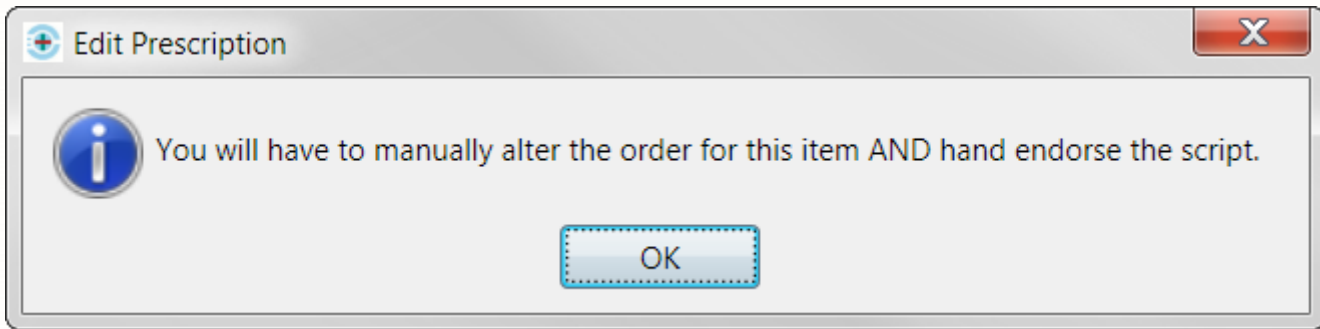 Edit Prescription
You will have to manually alter the order for this item AND hand endorse the script.
OK